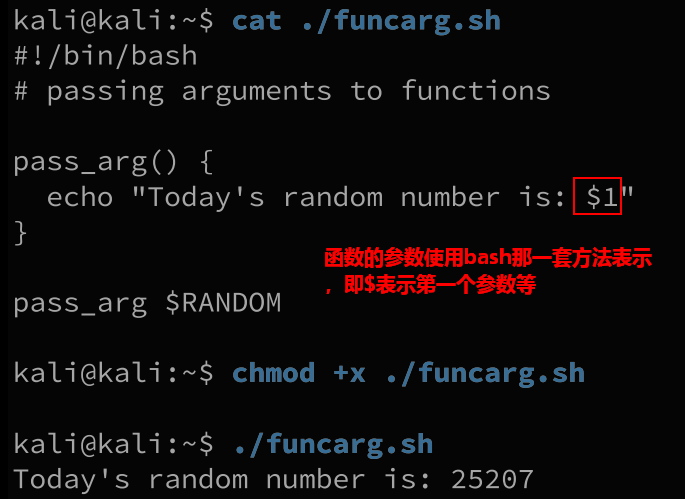 kali@kali:~$ cat ./funcarg.sh
#!/bin/bash
# passing arguments to functions
pass_arg() {
  echo "Today's random number is: $1"
}
函数的参数使用bash那一套方法表示
，即$表示第一个参数等
pass_arg $RANDOM
kali@kali:~$ chmod +x ./funcarg.sh
kali@kali:~$ ./funcarg.sh
Today's random number is: 25207